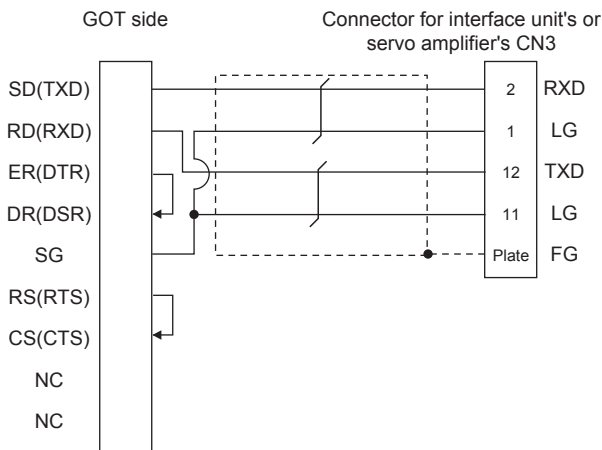 GOT side
Connector for interface unit's or
servo amplifier's CN3
SD(TXD) 2 RXD
RD(RXD) 1 LG
ER(DTR) 12 TXD
DR(DSR) 11 LG
SG Plate FG
RS(RTS)
CS(CTS)
NC
NC